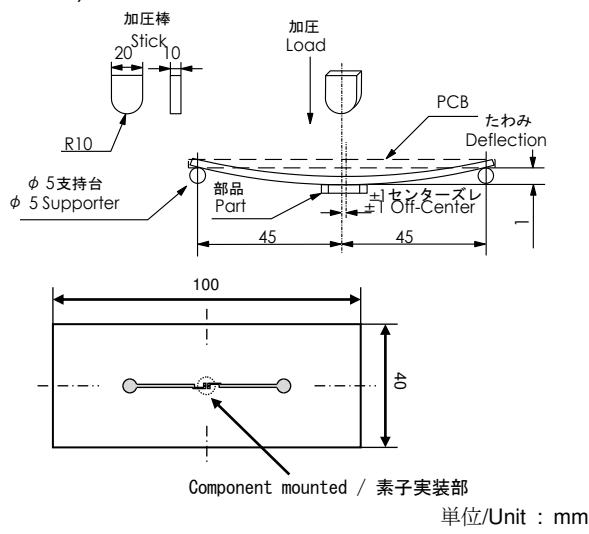 加圧棒
Stick
20
10
R10
加圧
Load
PCB
たわみ
Deflection
φ 5支持台
φ 5 Supporter
部品
Part
±1センターズレ
±1 Off-Center
45
45
1
100
40
Component mounted / 素子実装部
単位/Unit : mm